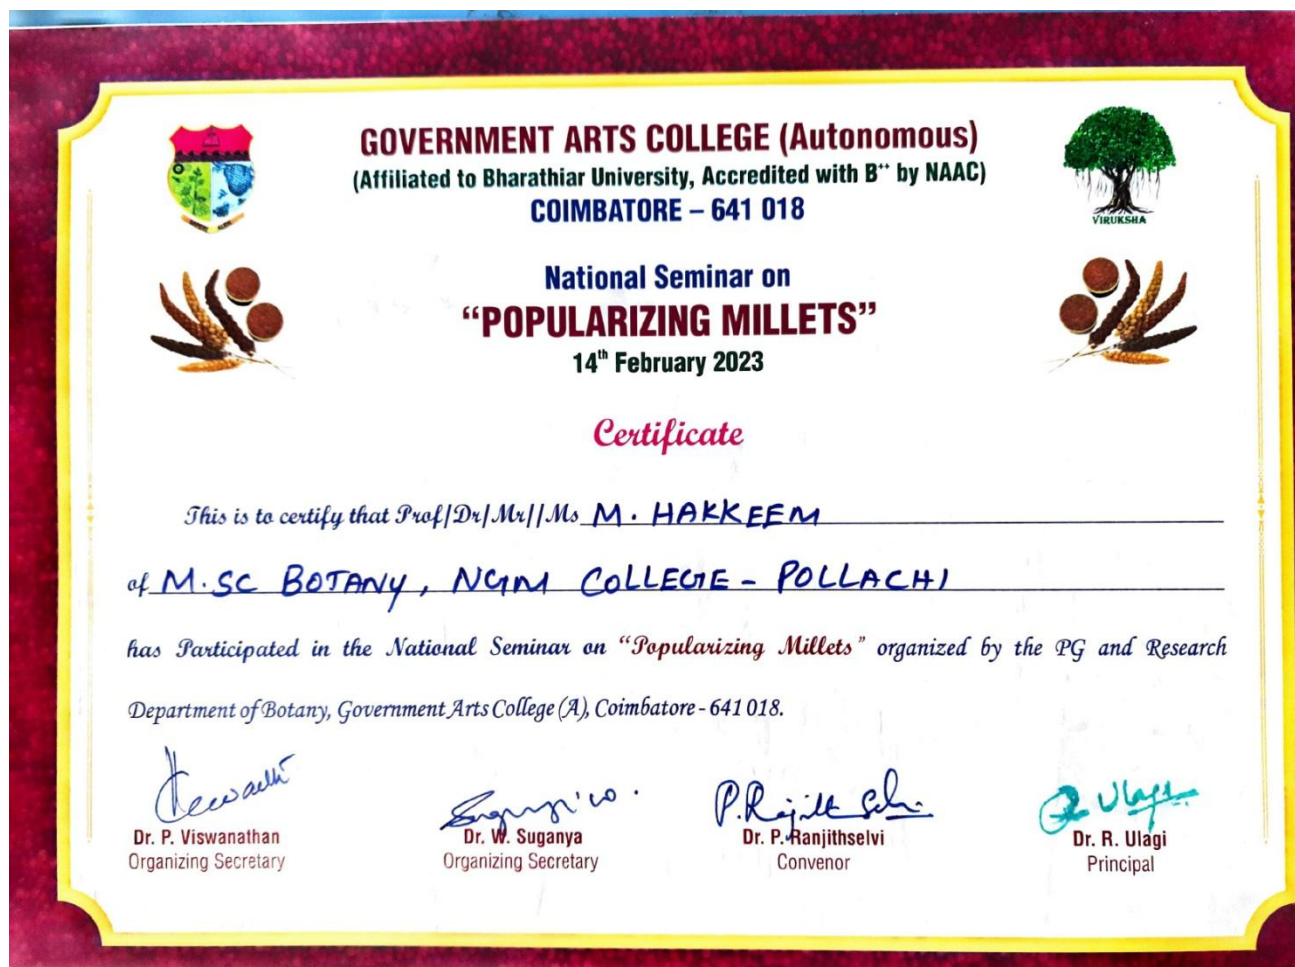 GOVERNMENT ARTS COLLEGE (Autonomous)
(Affiliated to Bharathiar University, Accredited with B++ by NAAC)
COIMBATORE – 641 018
VIRUKSHA
National Seminar on
“POPULARIZING MILLETS”
14th February 2023
Certificate
This is to certify that Prof/Dr/Mr//Ms M. HAKKEEM
of M.SC BOTANY, NGM COLLEGE - POLLACHI
has Participated in the National Seminar on “Popularizing Millets” organized by the PG and Research
Department of Botany, Government Arts College (A), Coimbatore - 641 018.
Dr. P. Viswanathan
Organizing Secretary
Dr. W. Suganya
Organizing Secretary
Dr. P. Ranjithselvi
Convenor
Dr. R. Ulagi
Principal